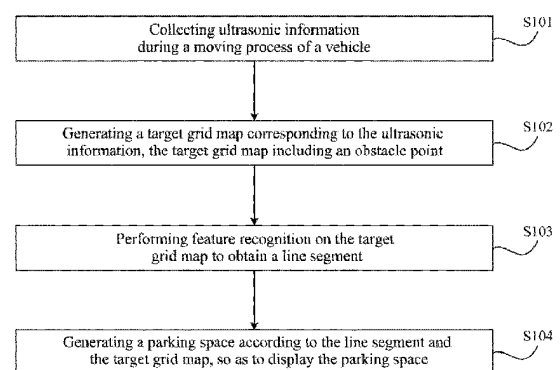 Collecting ultrasonic information
during a moving process of a vehicle
S101
Generating a target grid map corresponding to the ultrasonic
information, the target grid map including an obstacle point
S102
Performing feature recognition on the target
grid map to obtain a line segment
S103
Generating a parking space according to the line segment and
the target grid map, so as to display the parking space
S104